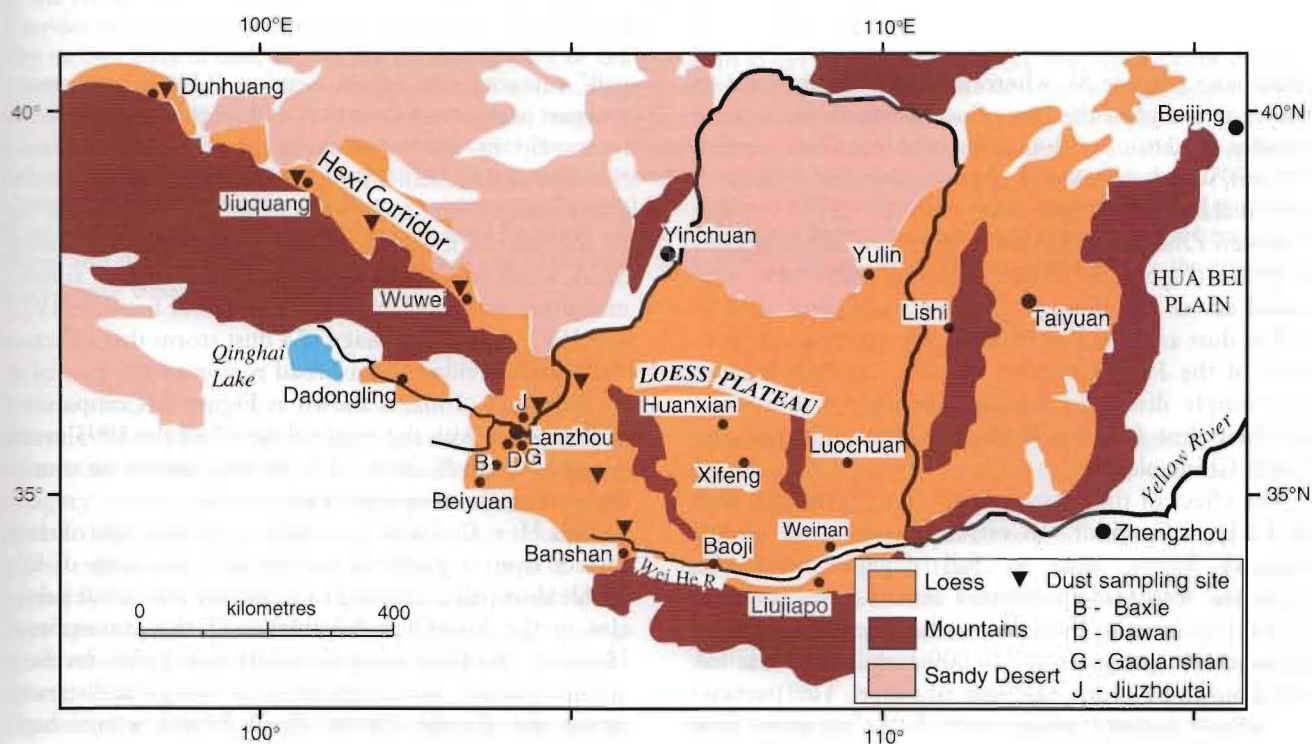 100°E
110°E
40°
40°N
Dunhuang
Beijing
Hexi Corridor
Jiuquang
Yinchuan
Yulin
HUA BEI
PLAIN
Wuwei
Lishi
Taiyuan
Qinghai
Lake
LOESS PLATEAU
Dadongling
J
Huanxian
Lanzhou
Luochuan
B
D
G
Xifeng
Yellow River
35°
35°N
Beiyuan
Weinan
Zhengzhou
Banshan
Baoji
Wei He R.
Liujiapo
0 kilometres 400
Loess
Dust sampling site
B - Baxie
Mountains
D - Dawan
G - Gaolanshan
Sandy Desert
J - Jiuzhoutai
100°
110°